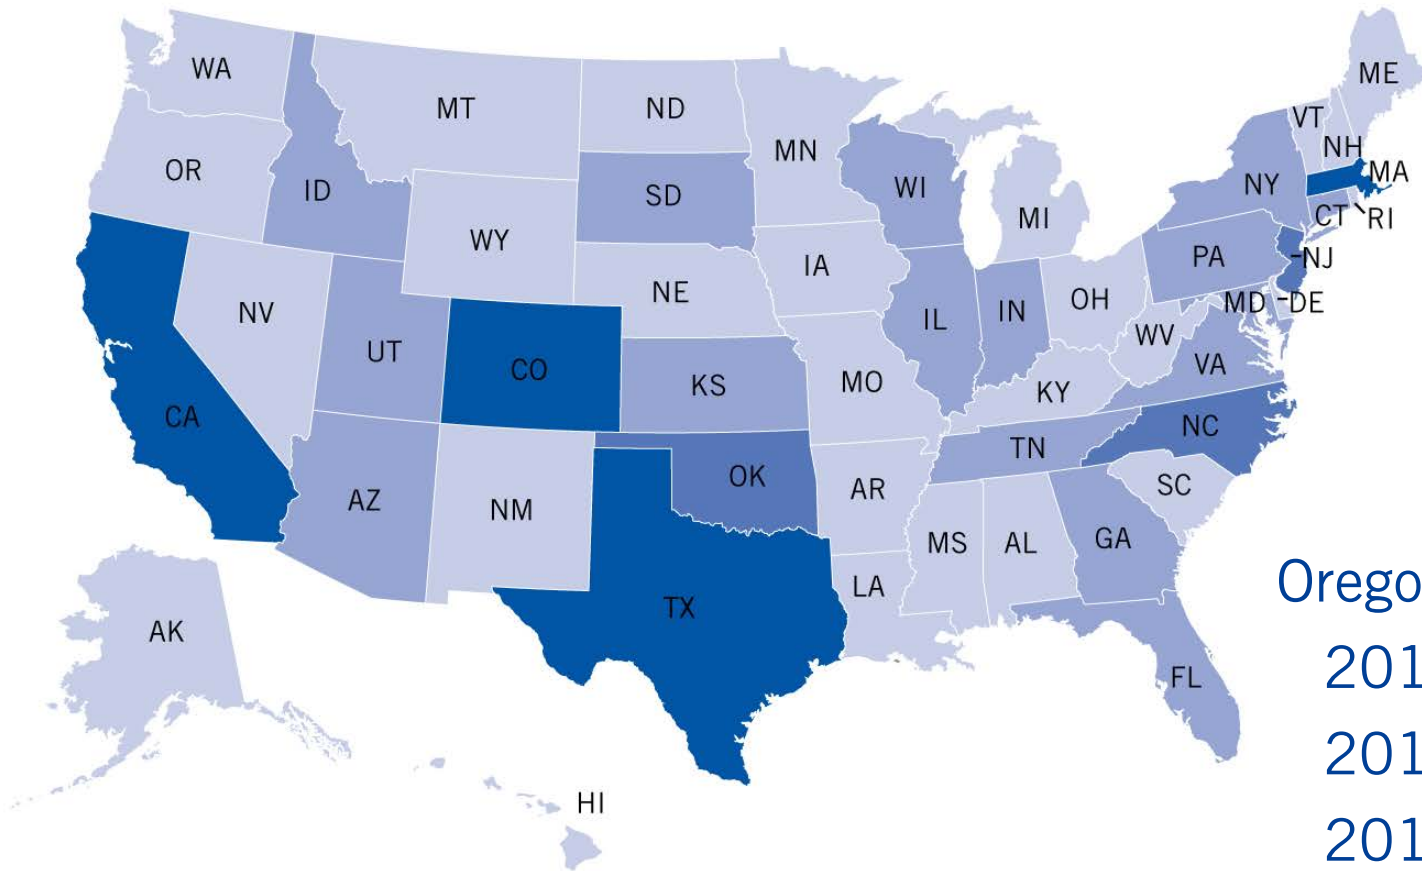 WA
MT
ND
MN
ME
VT
NH
OR
ID
SD
WI
MI
NY
MA
CT
RI
WY
IA
PA
NJ
NV
NE
IL
IN
OH
MD
DE
UT
CO
KS
MO
WV
VA
KY
CA
NC
TN
AZ
NM
OK
AR
SC
MS
AL
GA
LA
TX
AK
FL
HI
Orego
201
201
201